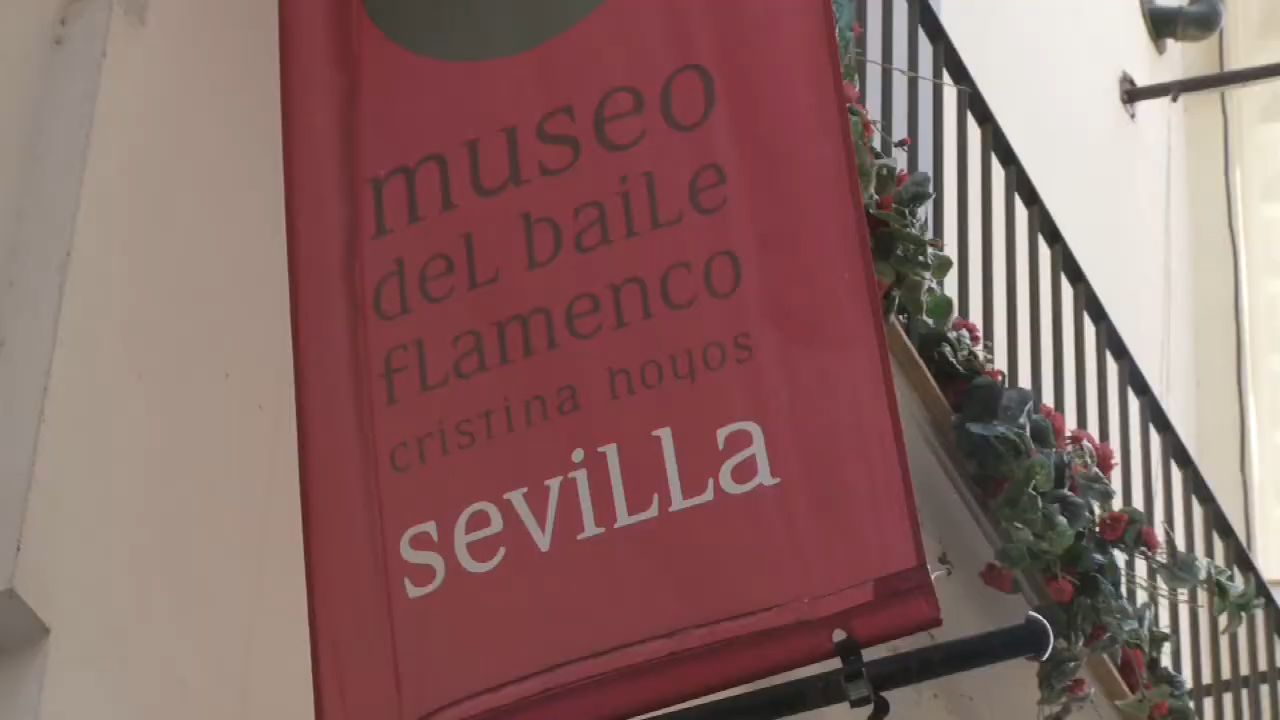 museo
del baile
flamenco
cristina hoyos
sevilla